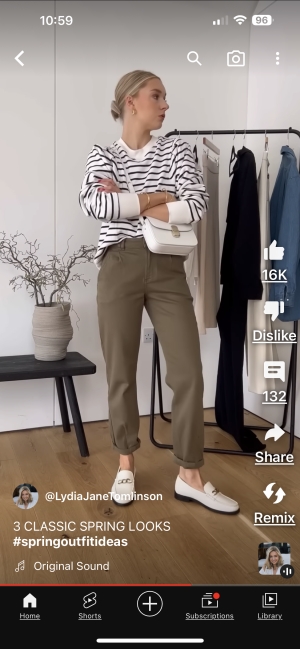 10:59
96
16K
Dislike
132
Share
Remix
@LydiaJaneTomlinson
3 CLASSIC SPRING LOOKS
#springoutfitideas
Original Sound
Home
Shorts
Subscriptions
Library